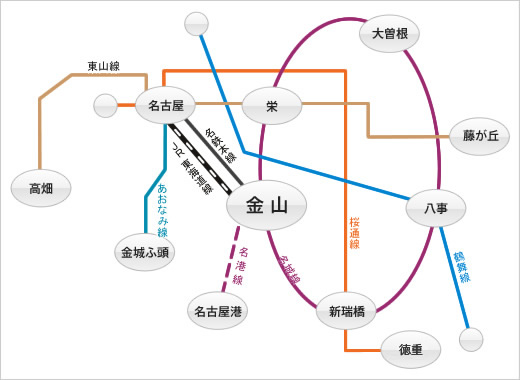 大曽根
東山線
名古屋
栄
藤が丘
名鉄本線
JR東海道線
高畑
あおなみ線
金山
八事
桜通線
金城ふ頭
名港線
名城線
鶴舞線
名古屋港
新瑞橋
徳重